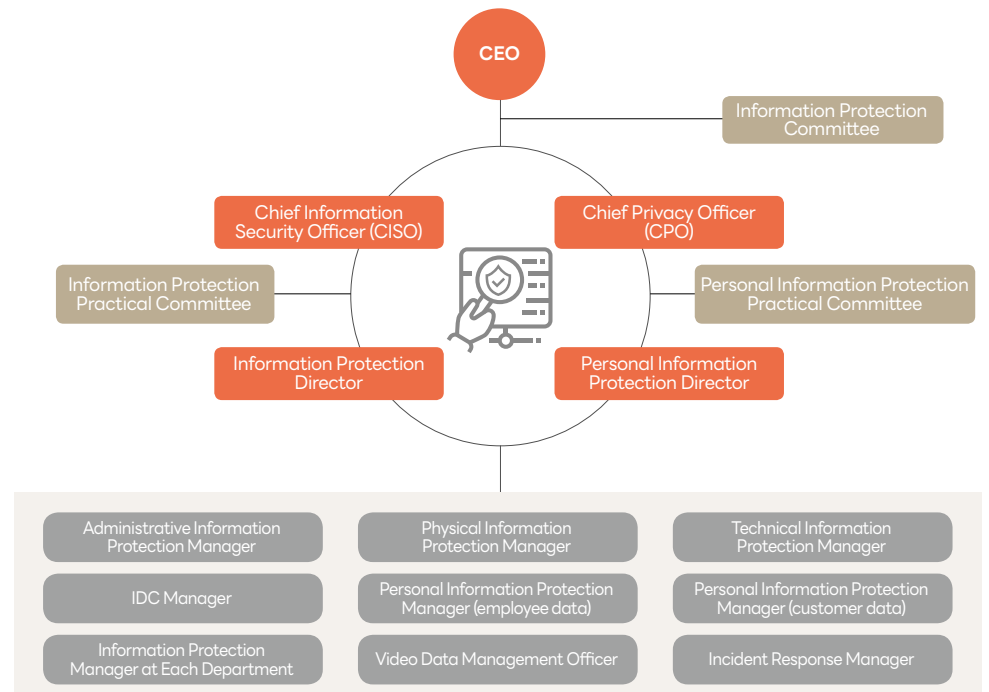 CEO
Information Protection
Committee
Chief Information
Security Officer (CISO)
Chief Privacy Officer
(CPO)
Information Protection
Practical Committee
Personal Information Protection
Practical Committee
Information Protection
Director
Personal Information
Protection Director
Administrative Information
Protection Manager
Physical Information
Protection Manager
Technical Information
Protection Manager
IDC Manager
Personal Information Protection
Manager (employee data)
Personal Information Protection
Manager (customer data)
Information Protection
Manager at Each Department
Video Data Management Officer
Incident Response Manager